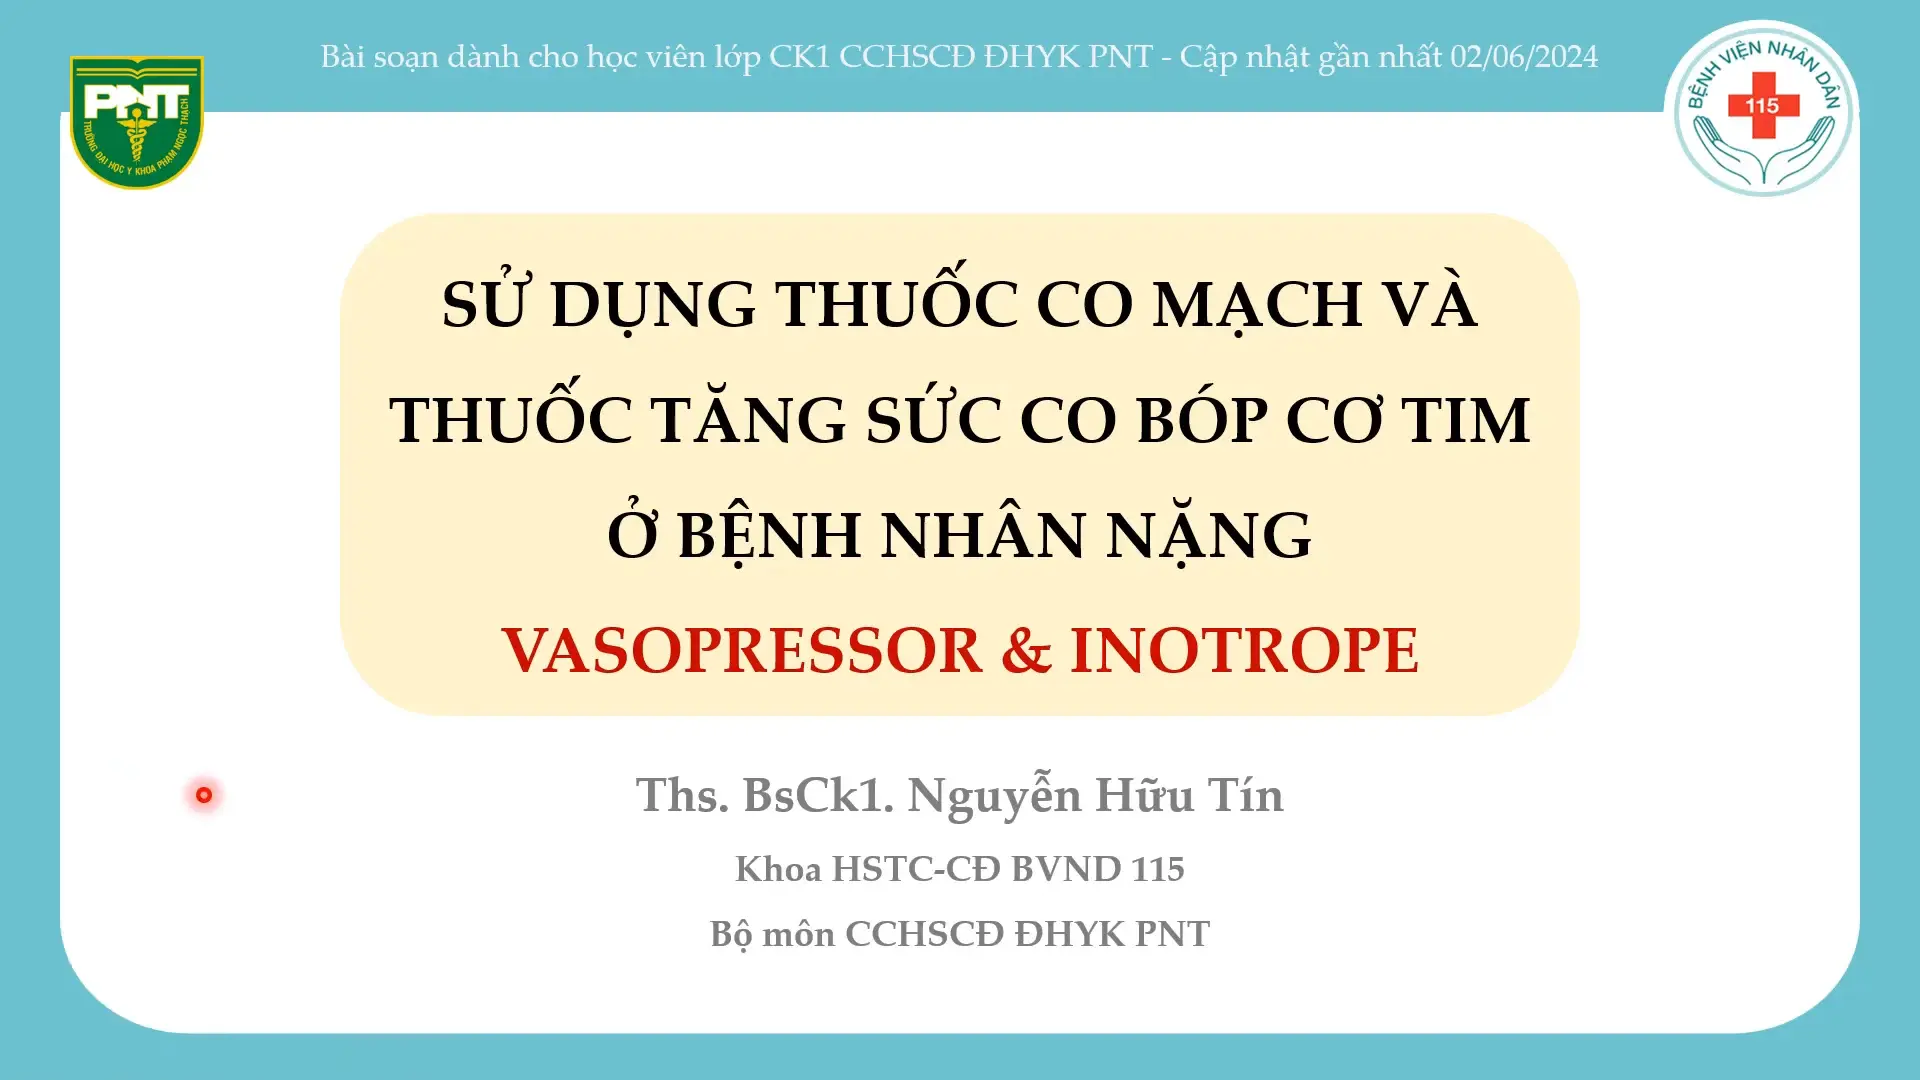 Bài soạn dành cho học viên lớp CK1 CCHSCĐ ĐHYK PNT - Cập nhật gần nhất 02/06/2024
PNT
TRƯỜNG ĐẠI HỌC Y KHOA PHẠM NGỌC THẠCH
BỆNH VIỆN NHÂN DÂN
115
SỬ DỤNG THUỐC CO MẠCH VÀ
THUỐC TĂNG SỨC CO BÓP CƠ TIM
Ở BỆNH NHÂN NẶNG
VASOPRESSOR & INOTROPE
Ths. BsCk1. Nguyễn Hữu Tín
Khoa HSTC-CĐ BVND 115
Bộ môn CCHSCĐ ĐHYK PNT